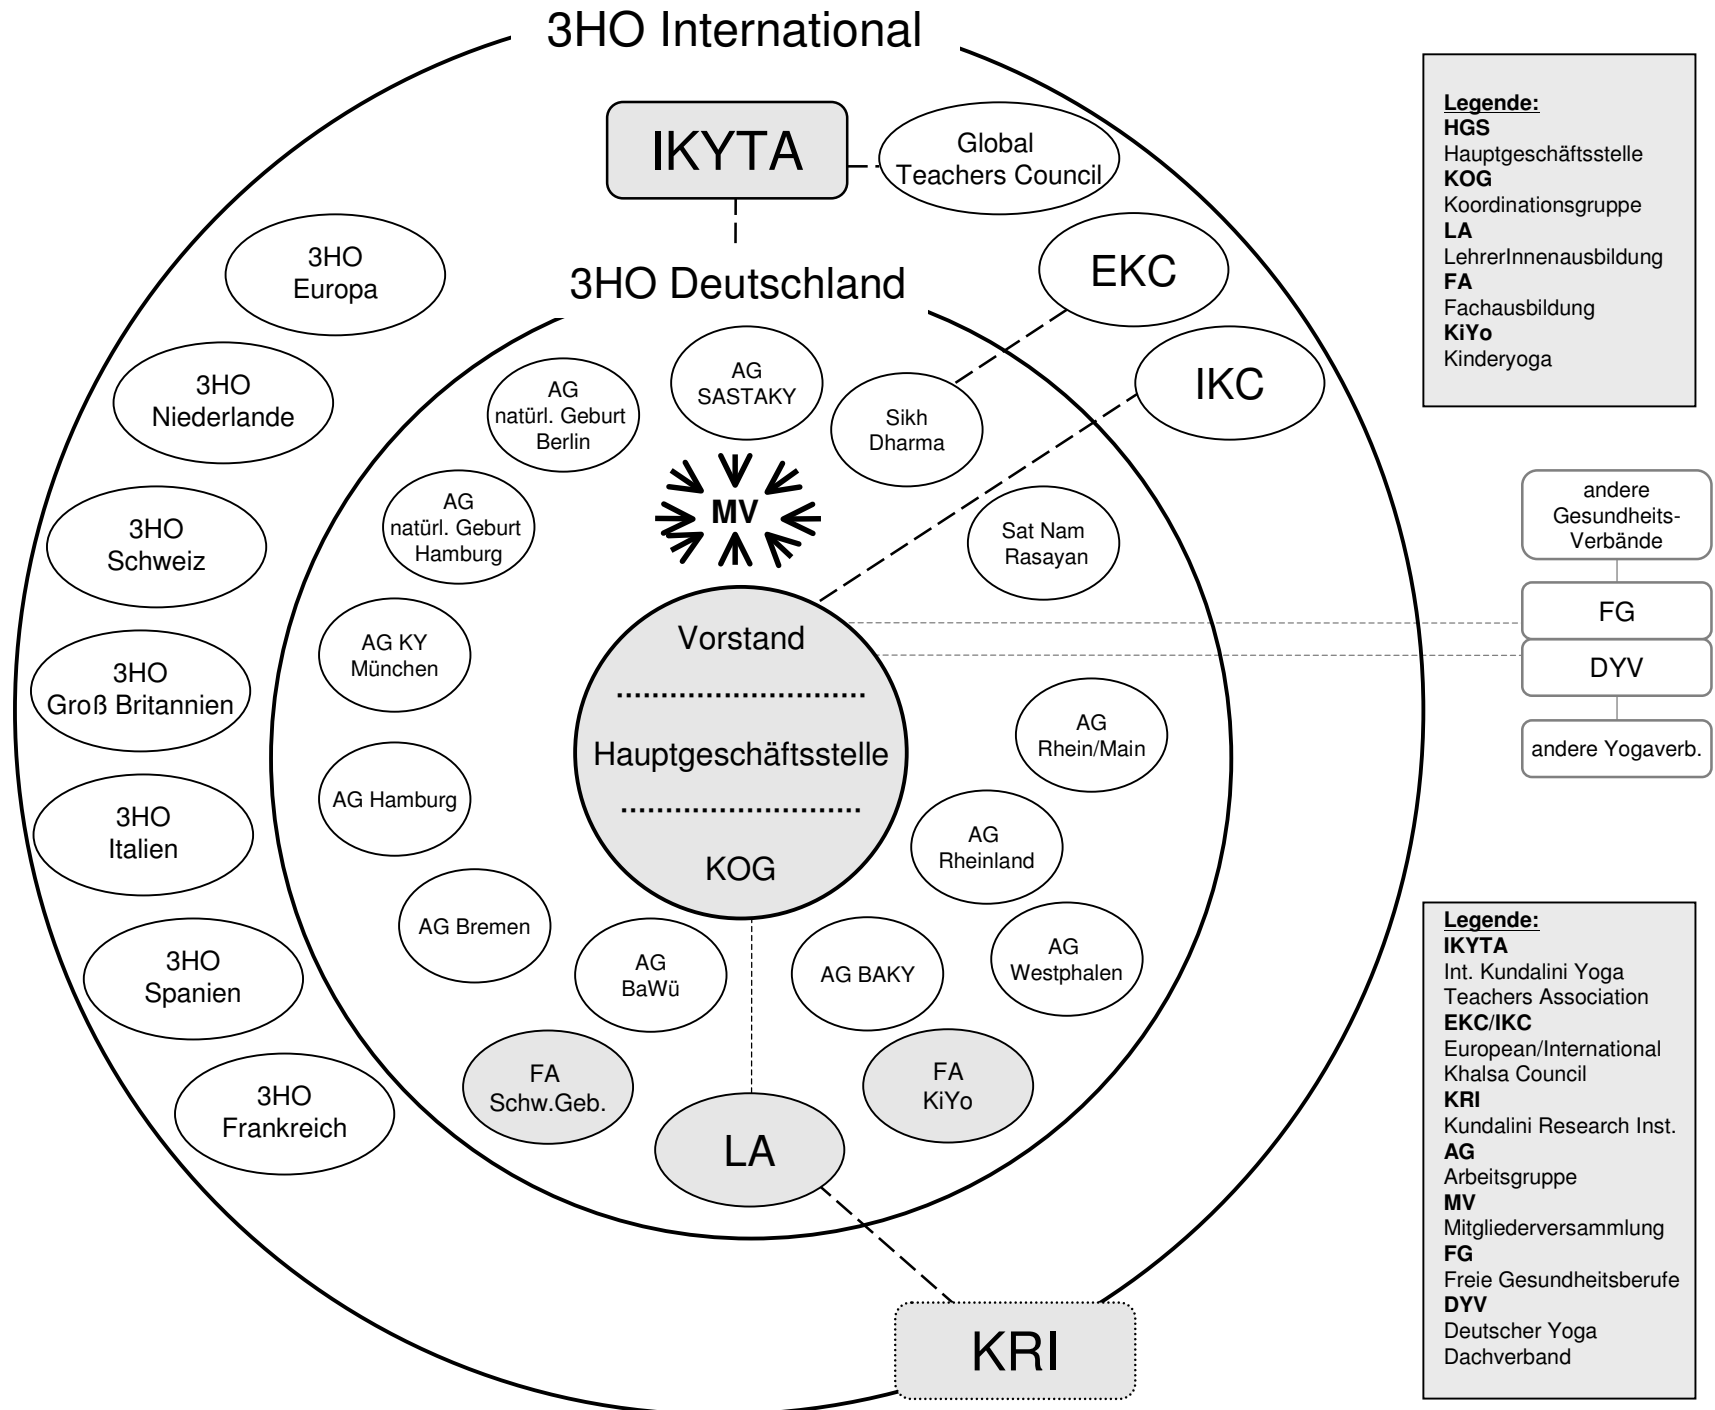 3HO International
IKYTA
Global
Teachers Council
3HO
Europa
EKC
3HO Deutschland
3HO
Niederlande
IKC
AG
natürl. Geburt
Berlin
AG
SASTAKY
Sikh
Dharma
AG
natürl. Geburt
Hamburg
MV
Sat Nam
Rasayan
3HO
Schweiz
AG KY
München
Vorstand
Hauptgeschäftsstelle
KOG
3HO
Groß Britannien
AG
Rhein/Main
AG Hamburg
3HO
Italien
AG
Rheinland
AG Bremen
AG
BaWü
AG BAKY
AG
Westphalen
3HO
Spanien
FA
Schw.Geb.
FA
KiYo
3HO
Frankreich
LA
KRI
Legende:
HGS
Hauptgeschäftsstelle
KOG
Koordinationsgruppe
LA
LehrerInnenausbildung
FA
Fachausbildung
KiYo
Kinderyoga
andere
Gesundheits-
Verbände
FG
DYV
andere Yogaverb.
Legende:
IKYTA
Int. Kundalini Yoga
Teachers Association
EKC/IKC
European/International
Khalsa Council
KRI
Kundalini Research Inst.
AG
Arbeitsgruppe
MV
Mitgliederversammlung
FG
Freie Gesundheitsberufe
DYV
Deutscher Yoga
Dachverband